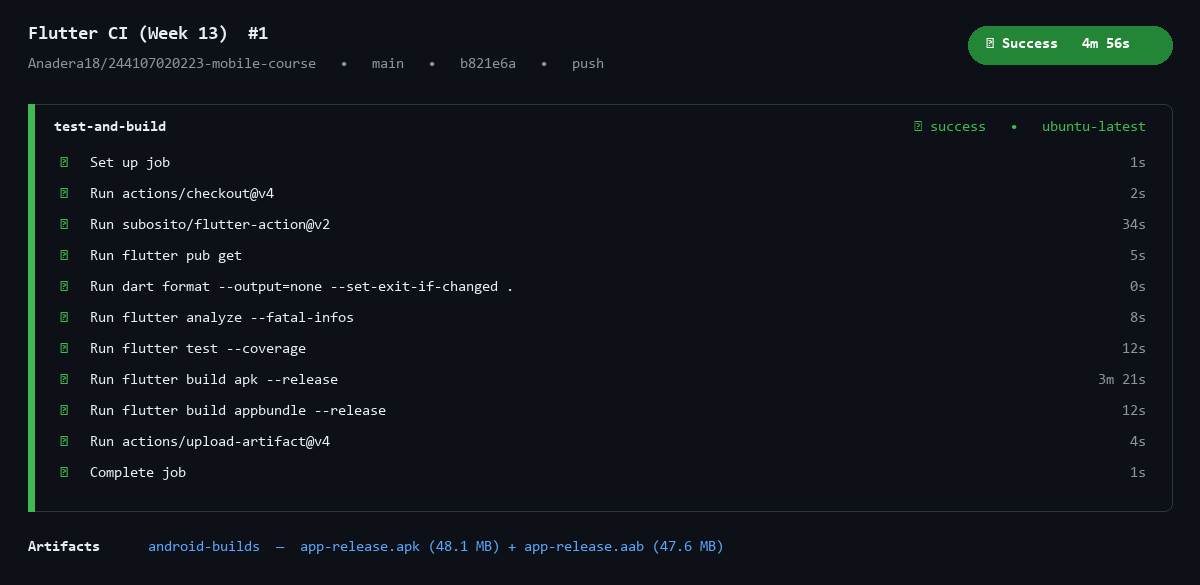 Flutter CI (Week 13) #1
Success 4m 56s
Anadera18/244107020223-mobile-course • main • b821e6a • push
test-and-build success • ubuntu-latest
Set up job 1s
Run actions/checkout@v4 2s
Run subosito/flutter-action@v2 34s
Run flutter pub get 5s
Run dart format --output=none --set-exit-if-changed . 0s
Run flutter analyze --fatal-infos 8s
Run flutter test --coverage 12s
Run flutter build apk --release 3m 21s
Run flutter build appbundle --release 12s
Run actions/upload-artifact@v4 4s
Complete job 1s
Artifacts android-builds — app-release.apk (48.1 MB) + app-release.aab (47.6 MB)